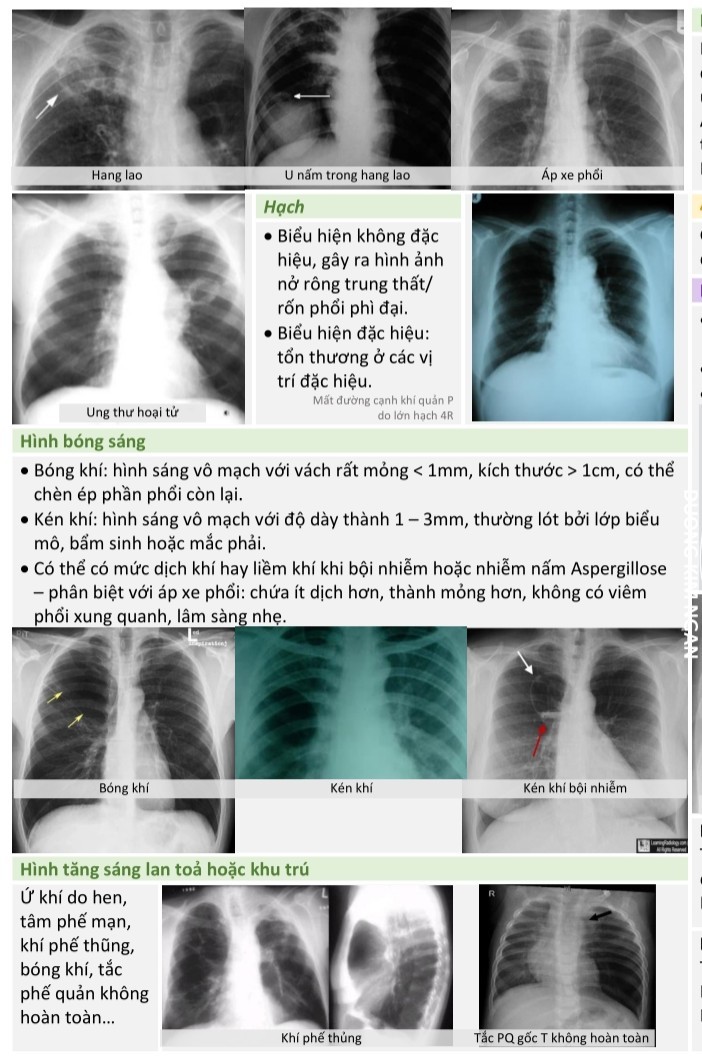 Hang lao
U nấm trong hang lao
Áp xe phổi
Hạch
• Biểu hiện không đặc
hiệu, gây ra hình ảnh
nở rông trung thất/
rốn phổi phì đại.
• Biểu hiện đặc hiệu:
tổn thương ở các vị
trí đặc hiệu.
Mất đường cạnh khí quản P
do lớn hạch 4R
Ung thư hoại tử
Hình bóng sáng
• Bóng khí: hình sáng vô mạch với vách rất mỏng < 1mm, kích thước > 1cm, có thể
chèn ép phần phổi còn lại.
• Kén khí: hình sáng vô mạch với độ dày thành 1 – 3mm, thường lót bởi lớp biểu
mô, bẩm sinh hoặc mắc phải.
• Có thể có mức dịch khí hay liềm khí khi bội nhiễm hoặc nhiễm nấm Aspergillose
– phân biệt với áp xe phổi: chứa ít dịch hơn, thành mỏng hơn, không có viêm
phổi xung quanh, lâm sàng nhẹ.
L
Bóng khí
Kén khí
Kén khí bội nhiễm
LearningRadiology.com
All Rights Reserved
DUONG KIM NGAN
Hình tăng sáng lan toả hoặc khu trú
Ứ khí do hen,
tâm phế mạn,
khí phế thũng,
bóng khí, tắc
phế quản không
hoàn toàn...
L
R
Khí phế thủng
Tắc PQ gốc T không hoàn toàn